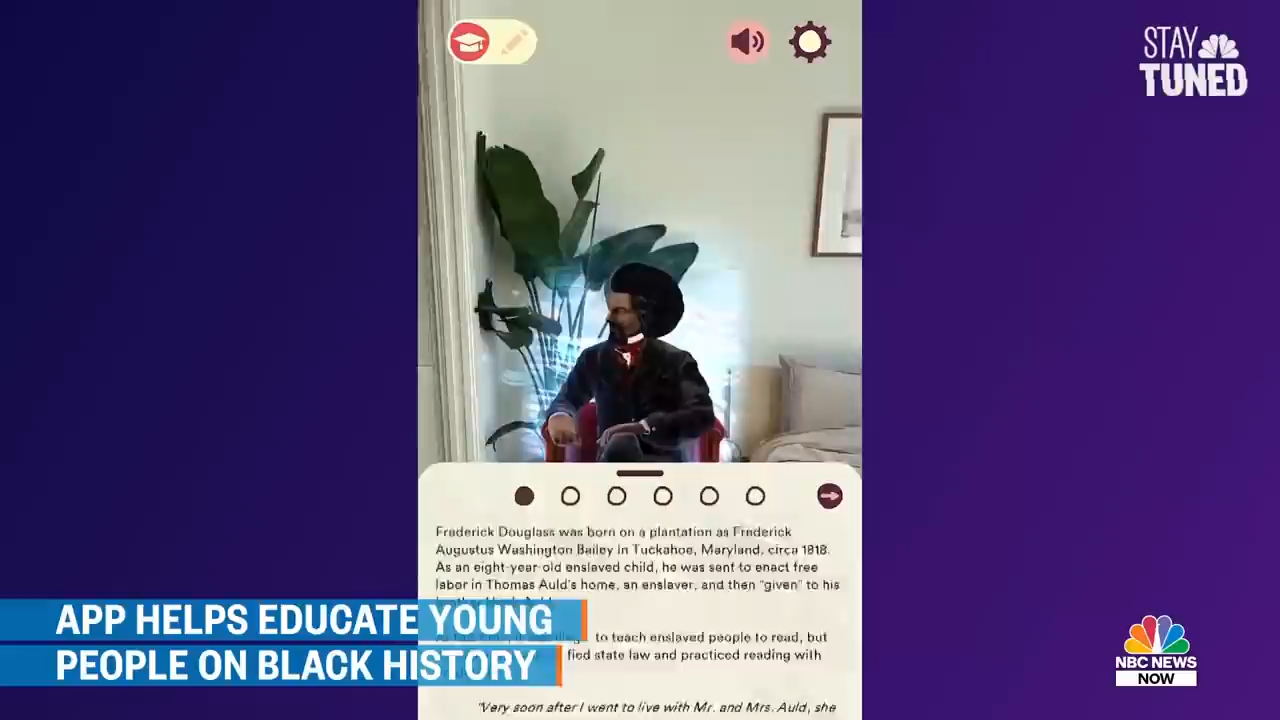 STAY
TUNED
Frederick Douglass was born on a plantation as Frederick
Augustus Washington Bailey in Tuckahoe, Maryland, circa 1818.
As an eight-year-old enslaved child, he was sent to enact free
labor in Thomas Auld's home, an enslaver, and then "given" to his
to teach enslaved people to read, but
fied state law and practiced reading with
"Very soon after I went to live with Mr. and Mrs. Auld, she
APP HELPS EDUCATE YOUNG
PEOPLE ON BLACK HISTORY
NBC NEWS
NOW